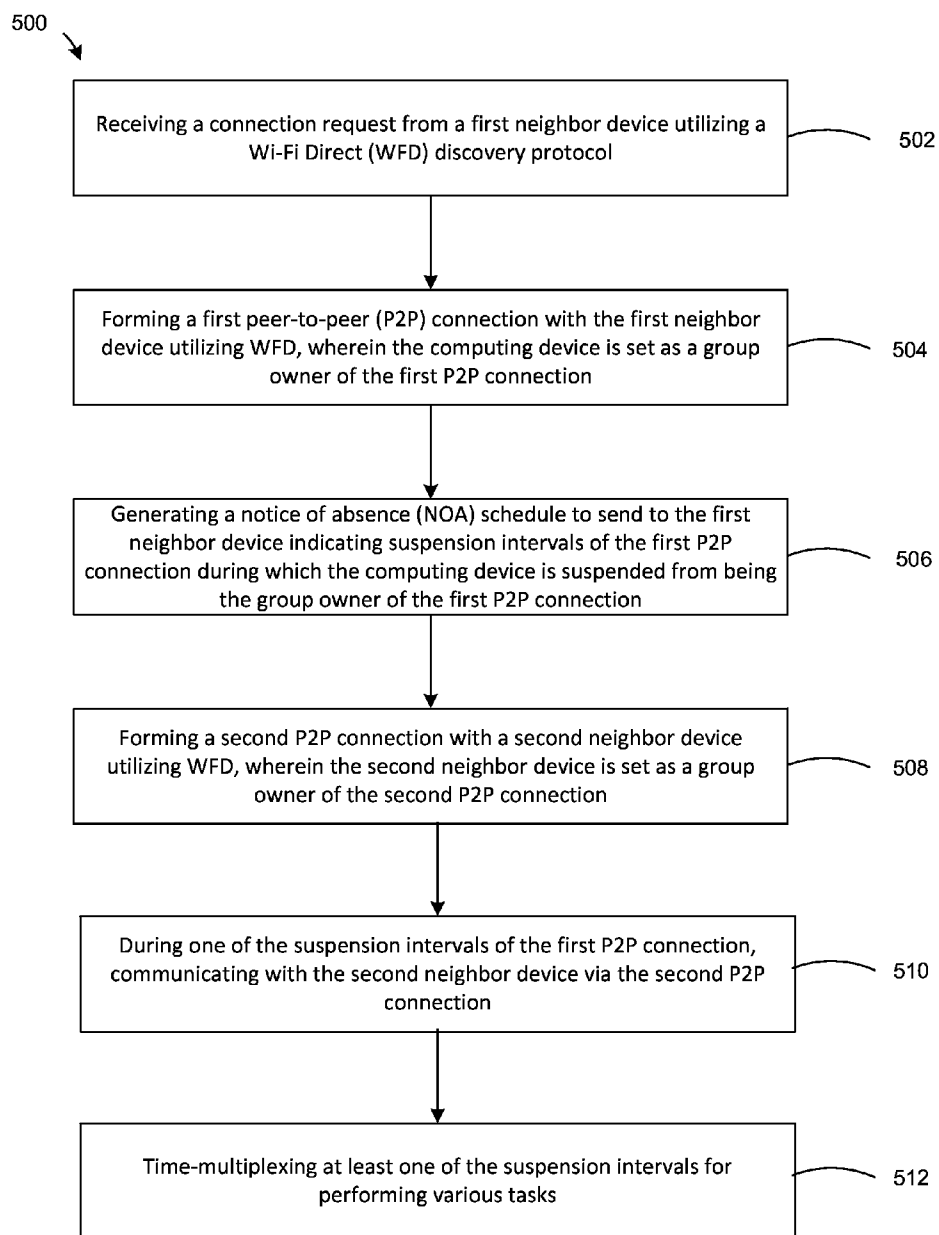 500
Receiving a connection request from a first neighbor device utilizing a
Wi-Fi Direct (WFD) discovery protocol
502
Forming a first peer-to-peer (P2P) connection with the first neighbor
device utilizing WFD, wherein the computing device is set as a group
owner of the first P2P connection
504
Generating a notice of absence (NOA) schedule to send to the first
neighbor device indicating suspension intervals of the first P2P
connection during which the computing device is suspended from being
the group owner of the first P2P connection
506
Forming a second P2P connection with a second neighbor device
utilizing WFD, wherein the second neighbor device is set as a group
owner of the second P2P connection
508
During one of the suspension intervals of the first P2P connection,
communicating with the second neighbor device via the second P2P
connection
510
Time-multiplexing at least one of the suspension intervals for
performing various tasks
512